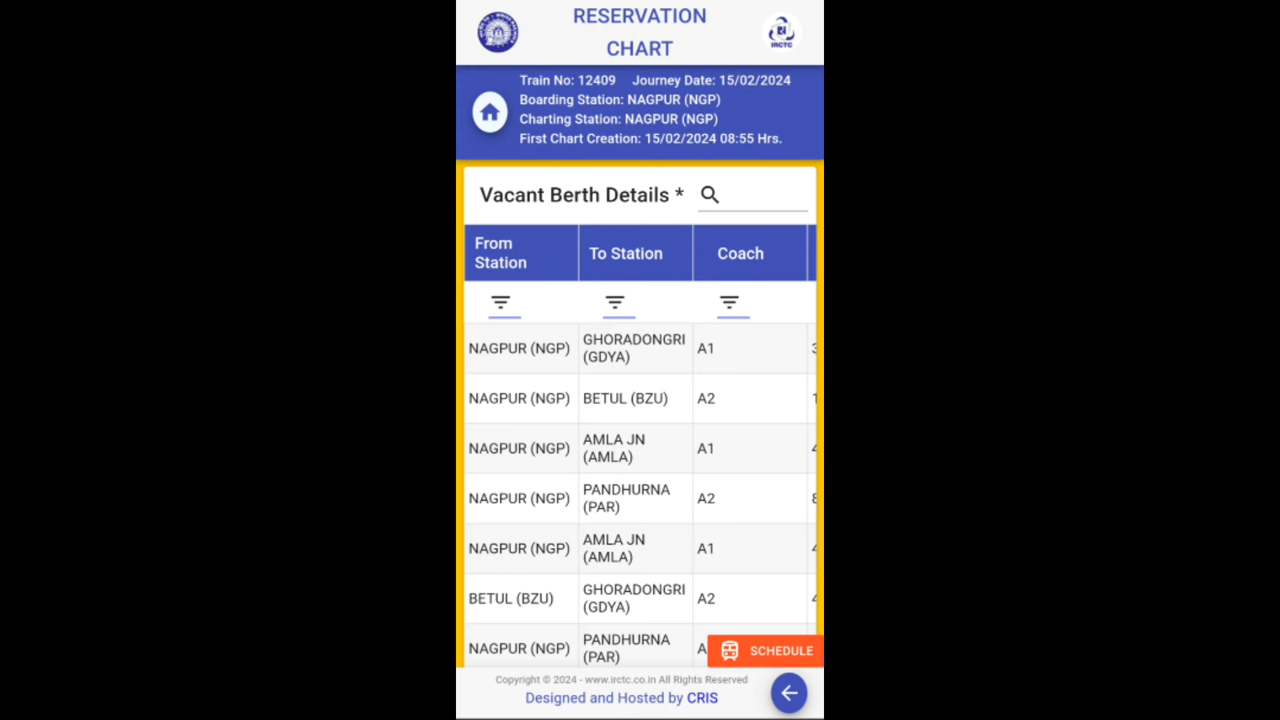 RESERVATION
CHART
IRCTC
Train No: 12409 Journey Date: 15/02/2024
Boarding Station: NAGPUR (NGP)
Charting Station: NAGPUR (NGP)
First Chart Creation: 15/02/2024 08:55 Hrs.
Vacant Berth Details *
From
Station
To Station
Coach
NAGPUR (NGP)
GHORADONGRI
(GDYA)
A1
NAGPUR (NGP)
BETUL (BZU)
A2
NAGPUR (NGP)
AMLA JN
(AMLA)
A1
NAGPUR (NGP)
PANDHURNA
(PAR)
A2
NAGPUR (NGP)
AMLA JN
(AMLA)
A1
BETUL (BZU)
GHORADONGRI
(GDYA)
A2
NAGPUR (NGP)
PANDHURNA
(PAR)
SCHEDULE
Copyright © 2024 - www.irctc.co.in All Rights Reserved
Designed and Hosted by CRIS